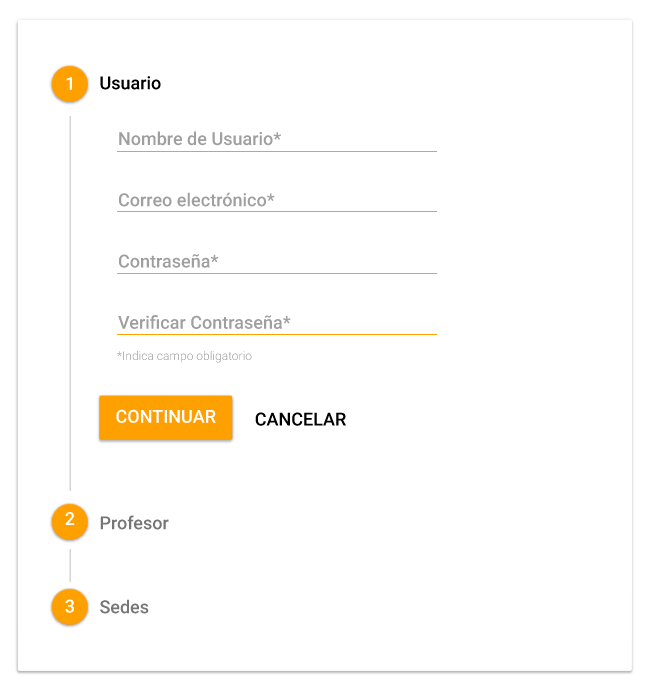 1 Usuario
Nombre de Usuario*
Correo electrónico*
Contraseña*
Verificar Contraseña*
*Indica campo obligatorio
CONTINUAR CANCELAR
2 Profesor
3 Sedes